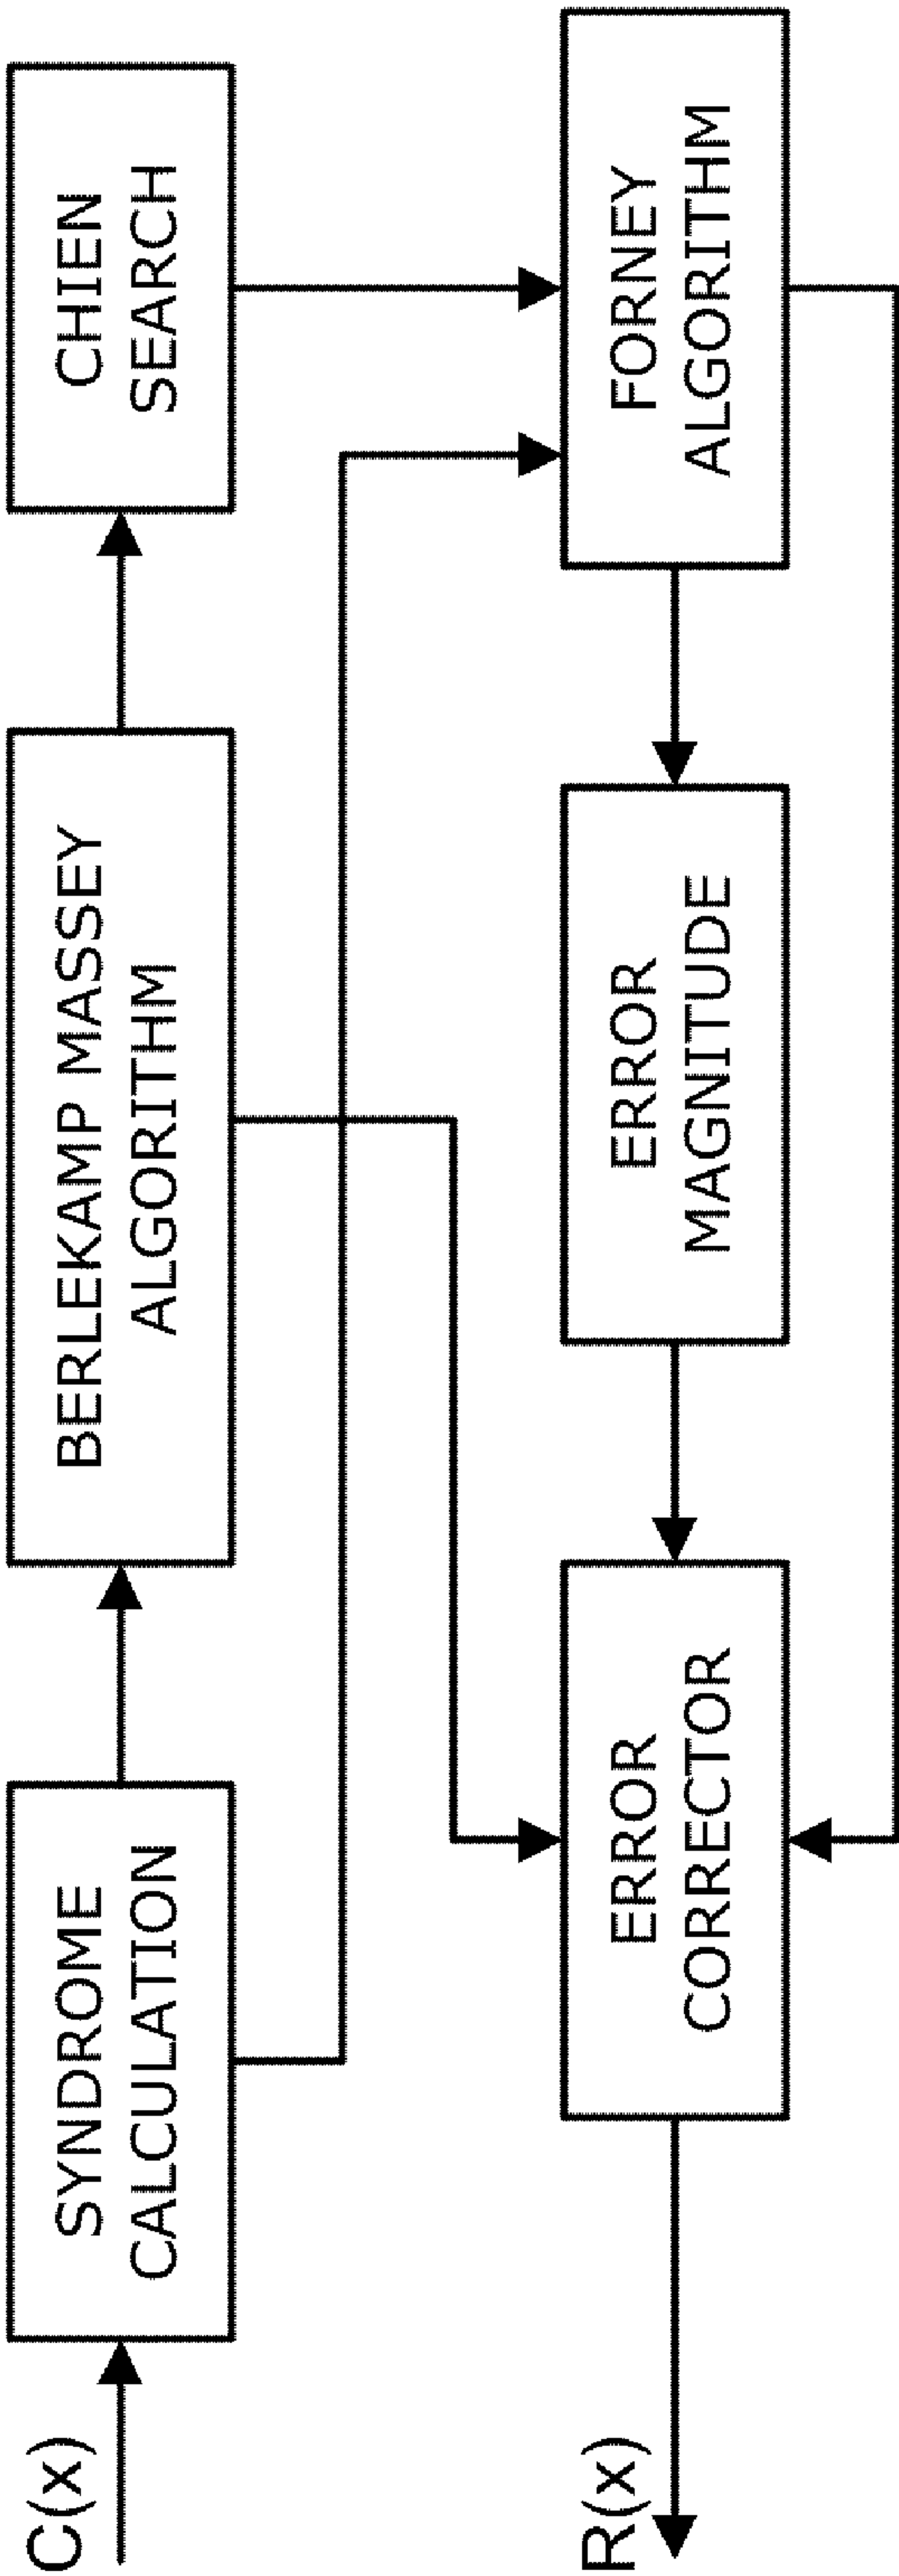 C(x)
SYNDROME
CALCULATION
BERLEKAMP MASSEY
ALGORITHM
CHIEN
SEARCH
R(x)
ERROR
CORRECTOR
ERROR
MAGNITUDE
FORNEY
ALGORITHM